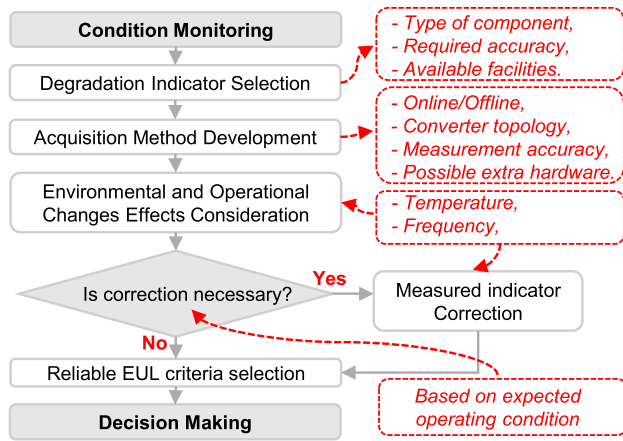 Condition Monitoring
- Type of component,
- Required accuracy,
- Available facilities.
Degradation Indicator Selection
- Online/Offline,
- Converter topology,
- Measurement accuracy,
- Possible extra hardware.
Acquisition Method Development
Environmental and Operational
Changes Effects Consideration
- Temperature,
- Frequency,
Is correction necessary?
Yes
Measured indicator
Correction
No
Reliable EUL criteria selection
Based on expected
operating condition
Decision Making